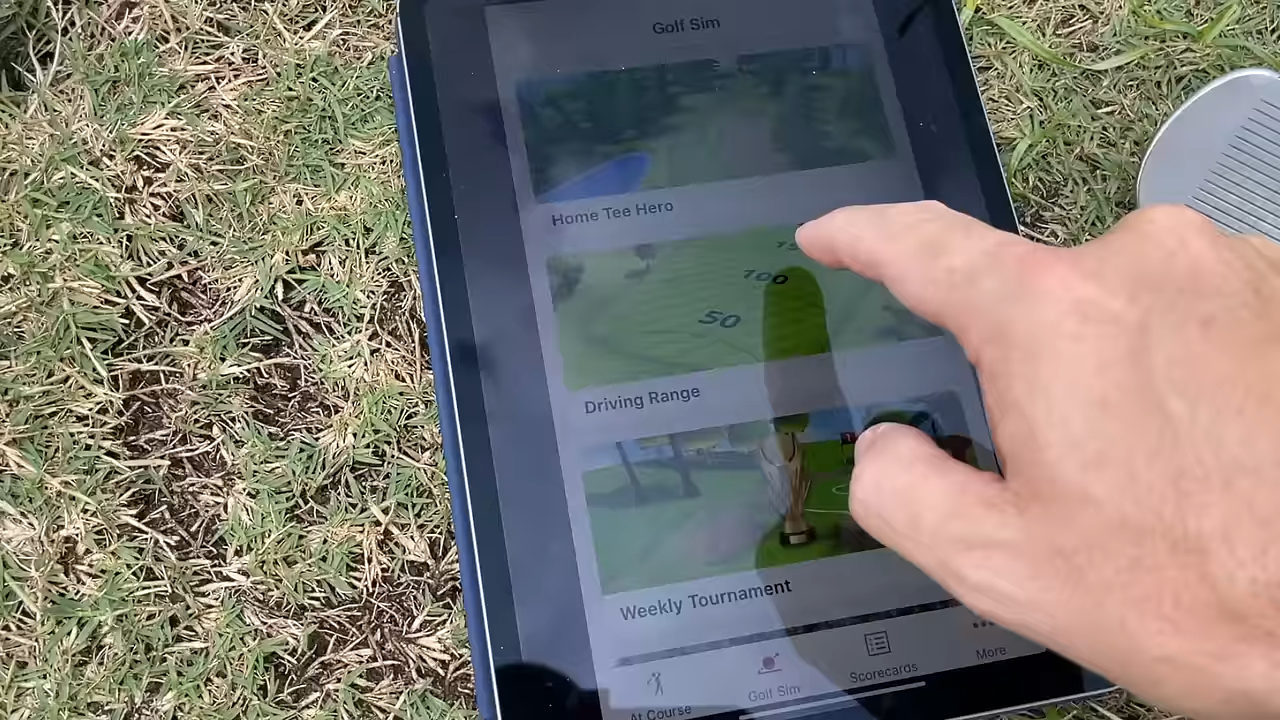 Golf Sim
Home Tee Hero
100
50
Driving Range
Weekly Tournament
At Course
Golf Sim
Scorecards
More